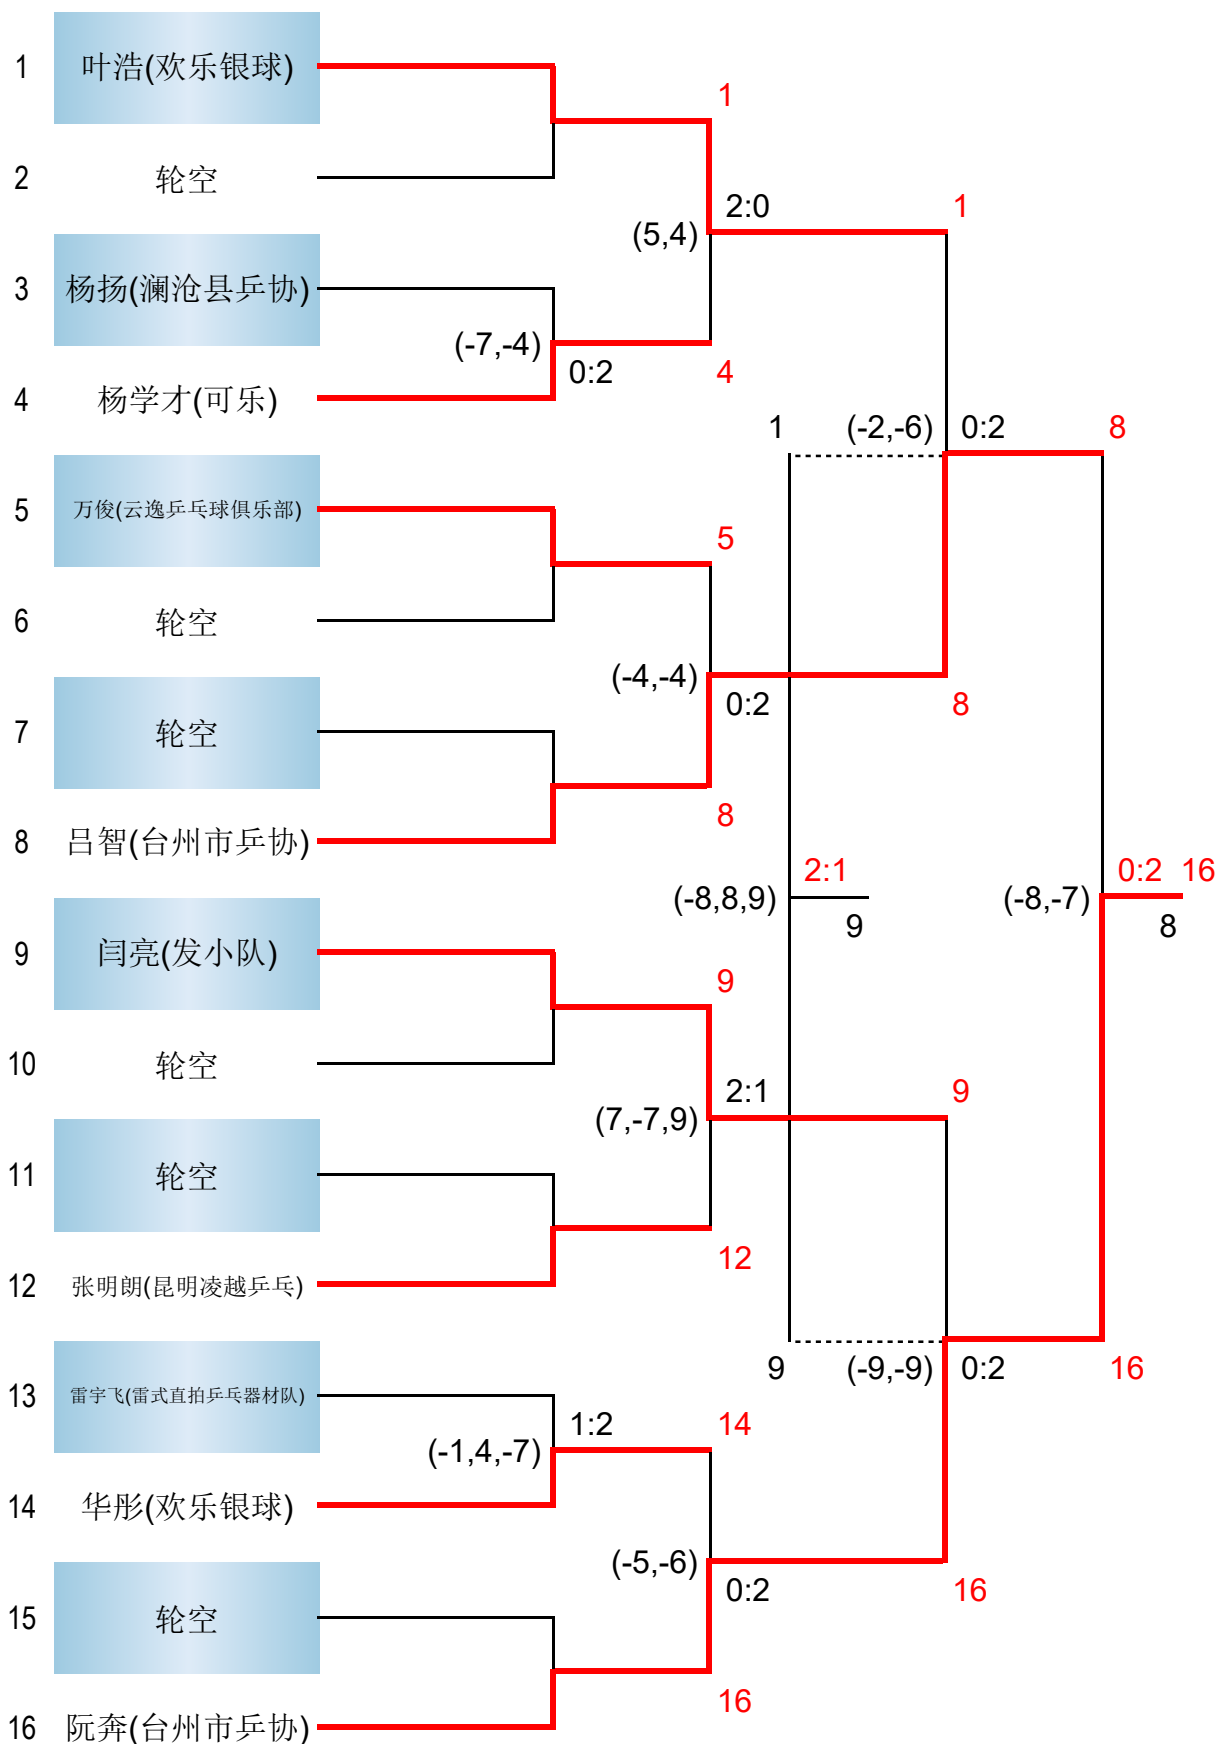 1 叶浩(欢乐银球)
1
2 轮空
2:0
1
(5,4)
3 杨扬(澜沧县乒协)
(-7,-4)
0:2
4
4 杨学才(可乐)
1
(-2,-6)
0:2
8
5 万俊(云逸乒乓球俱乐部)
5
6 轮空
(-4,-4)
0:2
8
7 轮空
8
8 吕智(台州市乒协)
(-8,8,9)
2:1
9
(-8,-7)
0:2
16
8
9 闫亮(发小队)
9
10 轮空
2:1
9
(7,-7,9)
11 轮空
12
12 张明朗(昆明凌越乒乓)
9
(-9,-9)
0:2
16
13 雷宇飞(雷式直拍乒乓器材队)
1:2
14
(-1,4,-7)
14 华彤(欢乐银球)
(-5,-6)
0:2
16
15 轮空
16
16 阮奔(台州市乒协)